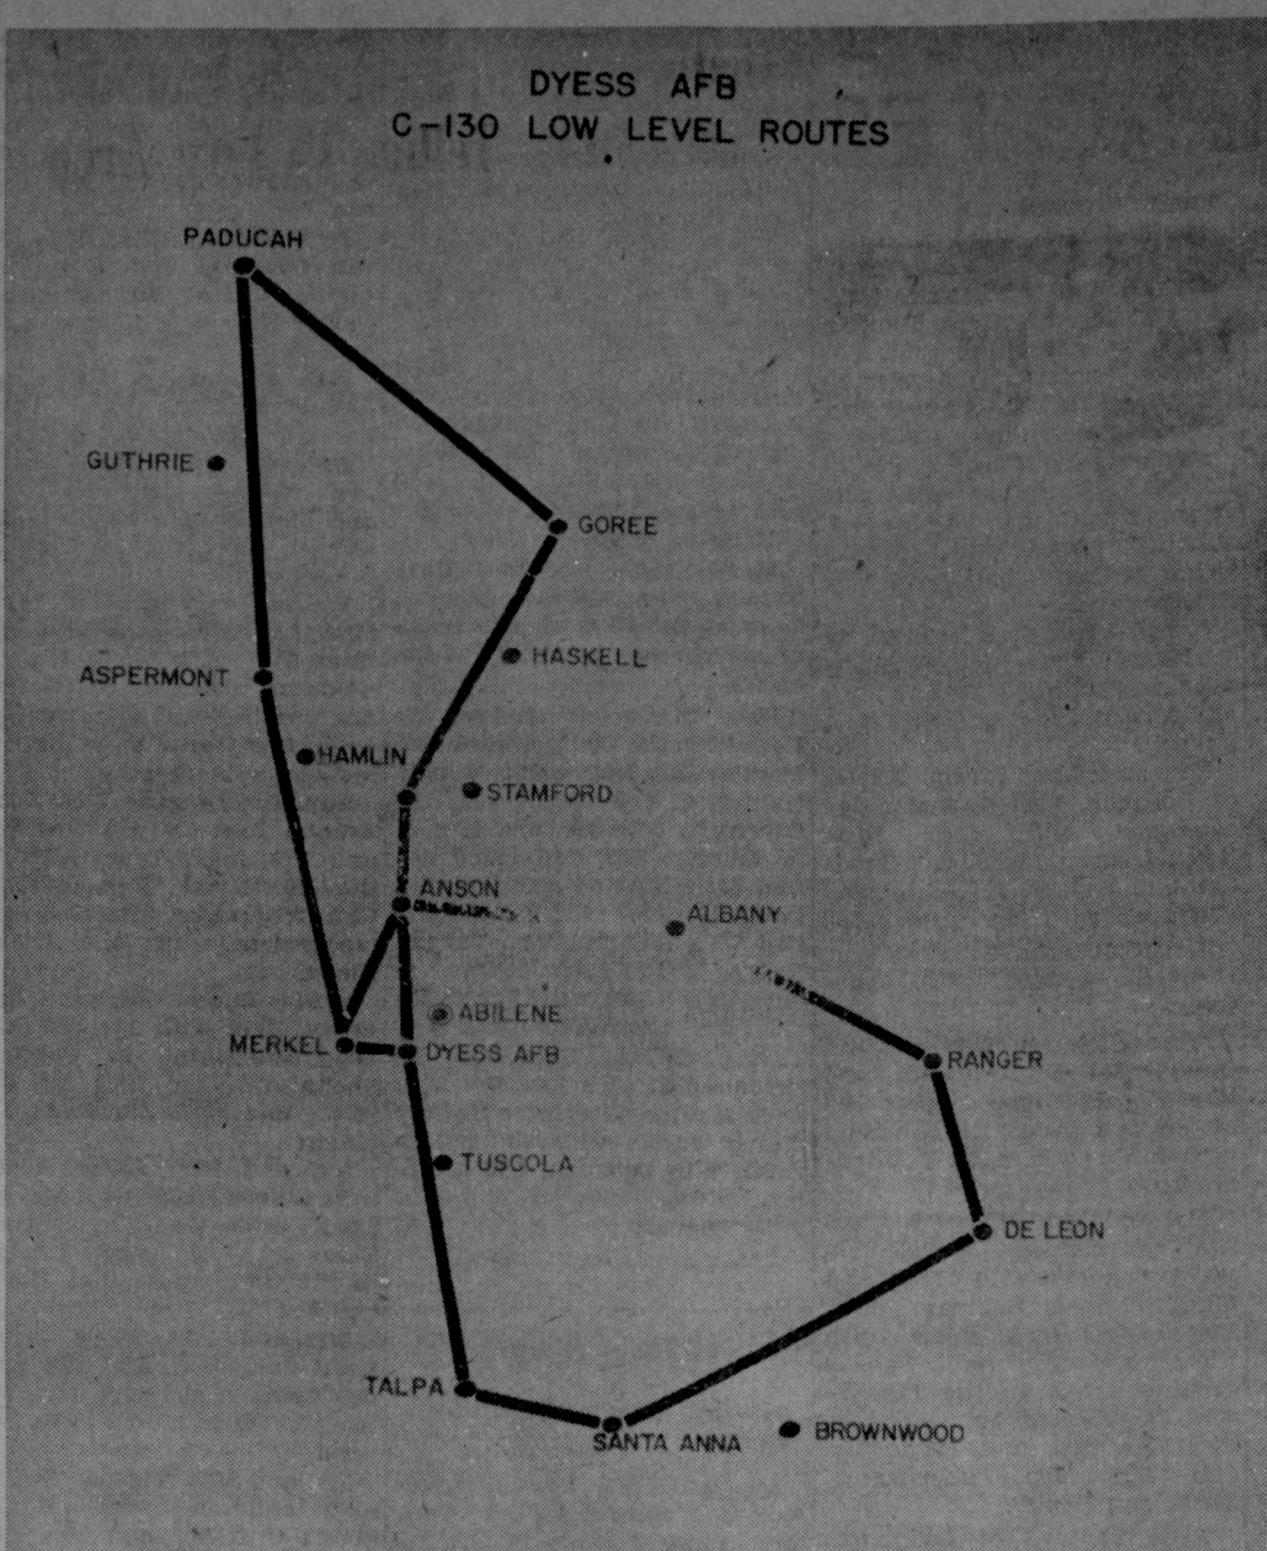 DYESS AFB
C-130 LOW LEVEL ROUTES
PADUCAH
GUTHRIE
GOREE
HASKELL
ASPERMONT
HAMLIN
STAMFORD
ANSON
ALBANY
ABILENE
MERKEL
DYESS AFB
RANGER
TUSCOLA
DE LEON
TALPA
SANTA ANNA
BROWNWOOD